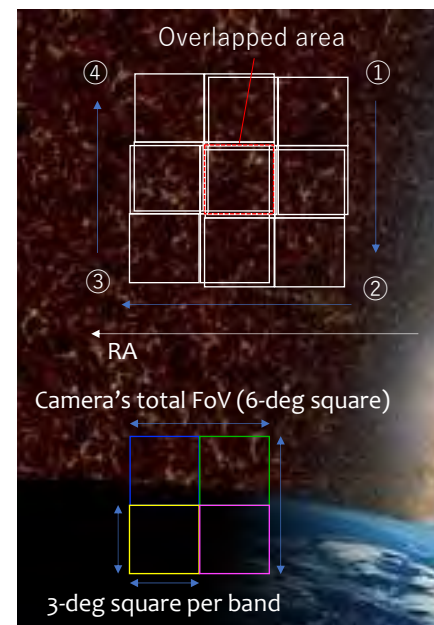 Overlapped area
④ ①
③ ②
RA
Camera's total FoV (6-deg square)
3-deg square per band